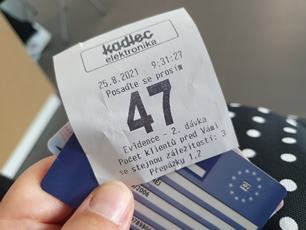 kadlec
elektronika
25.8.2021 9:31:27
Posaďte se prosím
47
Evidence - 2. dávka
Počet klientů před Vámi
se stejnou záležitostí: 3
Přepážky 1,2